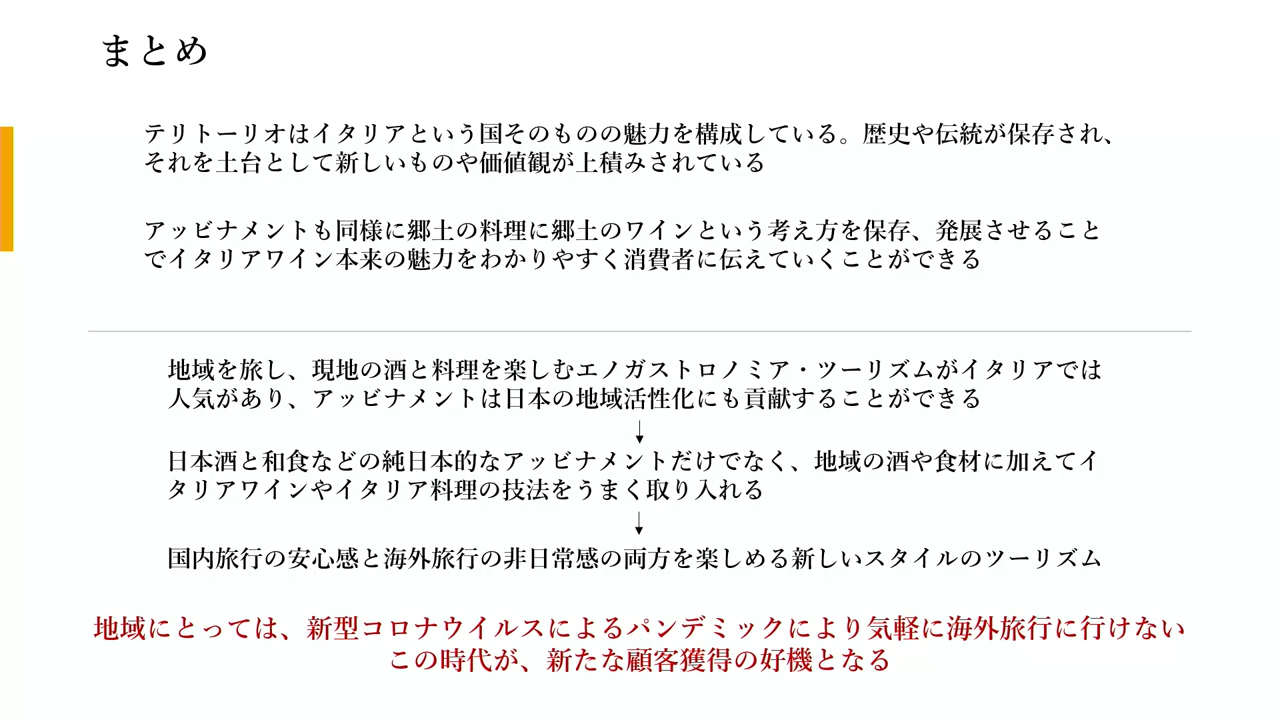 まとめ
テリトーリオはイタリアという国そのものの魅力を構成している。歴史や伝統が保存され、
それを土台として新しいものや価値観が上積みされている
アッビナメントも同様に郷土の料理に郷土のワインという考え方を保存、発展させること
でイタリアワイン本来の魅力をわかりやすく消費者に伝えていくことができる
地域を旅し、現地の酒と料理を楽しむエノガストロノミア・ツーリズムがイタリアでは
人気があり、アッビナメントは日本の地域活性化にも貢献することができる
日本酒と和食などの純日本的なアッビナメントだけでなく、地域の酒や食材に加えてイ
タリアワインやイタリア料理の技法をうまく取り入れる
国内旅行の安心感と海外旅行の非日常感の両方を楽しめる新しいスタイルのツーリズム
地域にとっては、新型コロナウイルスによるパンデミックにより気軽に海外旅行に行けない
この時代が、新たな顧客獲得の好機となる